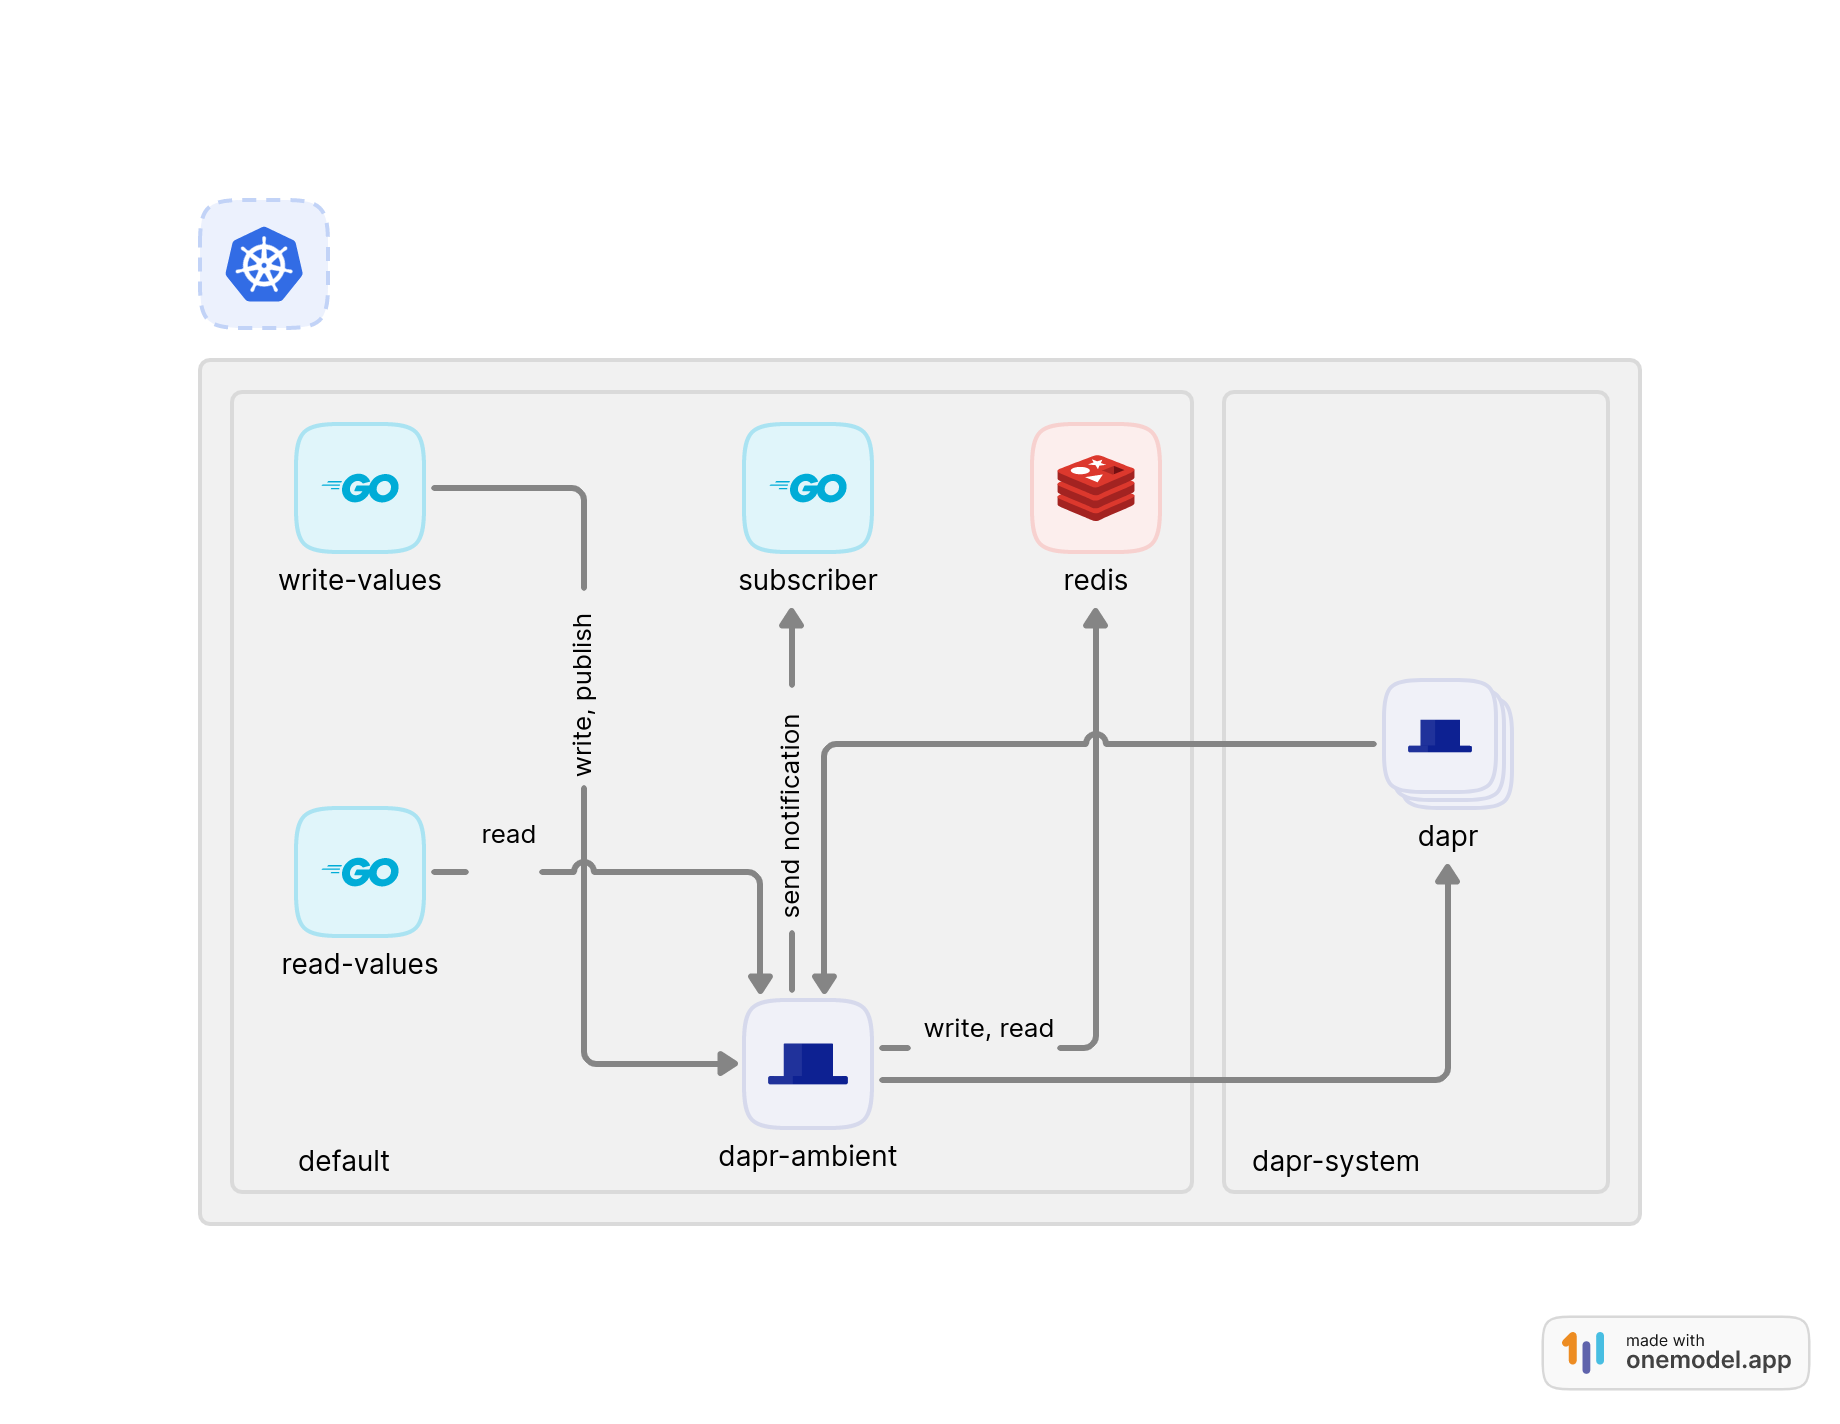 GO
GO
write-values
subscriber
redis
write, publish
send notification
read
GO
dapr
read-values
write, read
dapr-ambient
default
dapr-system
made with
onemodel.app